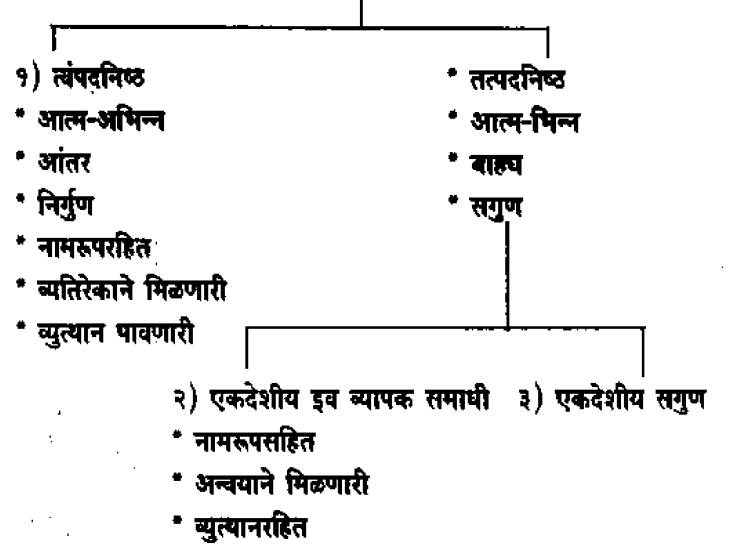 १) त्वंपदनिष्ठ
* आत्म-अभिन्न
* आंतर
* निर्गुण
* नामरूपरहित
* व्यतिरेकाने मिळणारी
* व्युत्थान पावणारी
* तत्पदनिष्ठ
* आत्म-भिन्न
* बाह्य
* सगुण
२) एकदेशीय इव व्यापक समाधी
* नामरूपसहित
* अन्वयाने मिळणारी
* व्युत्थानरहित
३) एकदेशीय सगुण